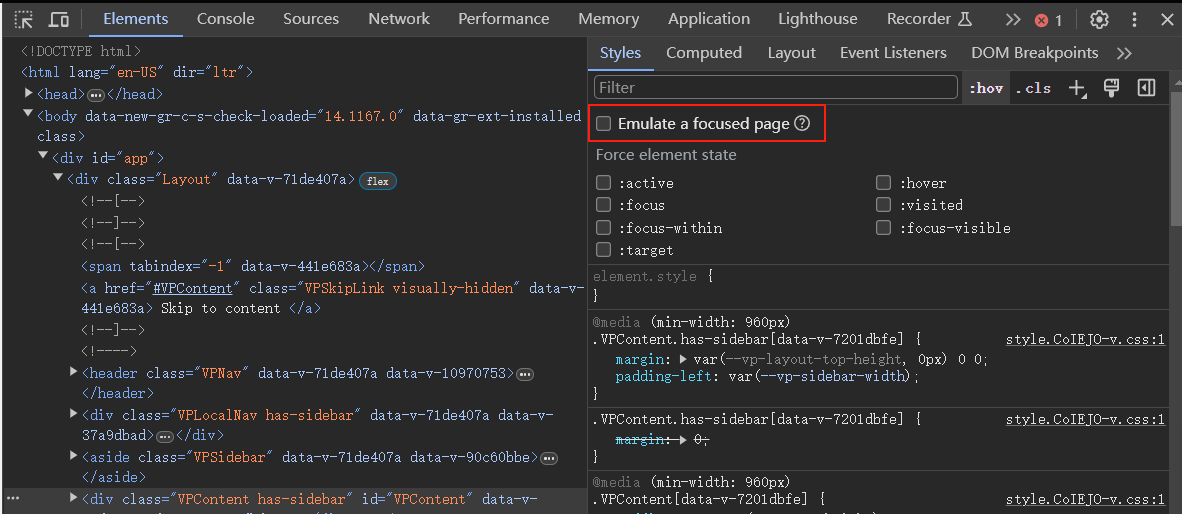 Elements Console Sources Network Performance Memory Application Lighthouse Recorder 1
<!DOCTYPE html>
<html lang="en-US" dir="ltr">
<head> ⋯ </head>
<body data-new-gr-c-s-check-loaded="14.1167.0" data-gr-ext-installed
class>
<div id="app">
<div class="Layout" data-v-71de407a> flex
<!--[-->
<!--]-->
<!--[-->
<span tabindex="-1" data-v-441e683a></span>
<a href="#VPContent" class="VPSkipLink visually-hidden" data-v-
441e683a> Skip to content </a>
<!--]-->
<!---->
<header class="VPNav" data-v-71de407a data-v-10970753> ⋯
</header>
<div class="VPLocalNav has-sidebar" data-v-71de407a data-v-
37a9dbad> ⋯ </div>
<aside class="VPSidebar" data-v-71de407a data-v-90c60bbe> ⋯
</aside>
<div class="VPContent has-sidebar" id="VPContent" data-v-
Styles Computed Layout Event Listeners DOM Breakpoints
Filter :hov .cls
Emulate a focused page
Force element state
:active :hover
:focus :visited
:focus-within :focus-visible
:target
element.style {
}
@media (min-width: 960px)
.VPContent.has-sidebar[data-v-7201dbfe] { style.CoIEJO-v.css:1
margin: var(--vp-layout-top-height, 0px) 0 0;
padding-left: var(--vp-sidebar-width);
}
.VPContent.has-sidebar[data-v-7201dbfe] { style.CoIEJO-v.css:1
margin: 0;
}
@media (min-width: 960px)
.VPContent[data-v-7201dbfe] { style.CoIEJO-v.css:1